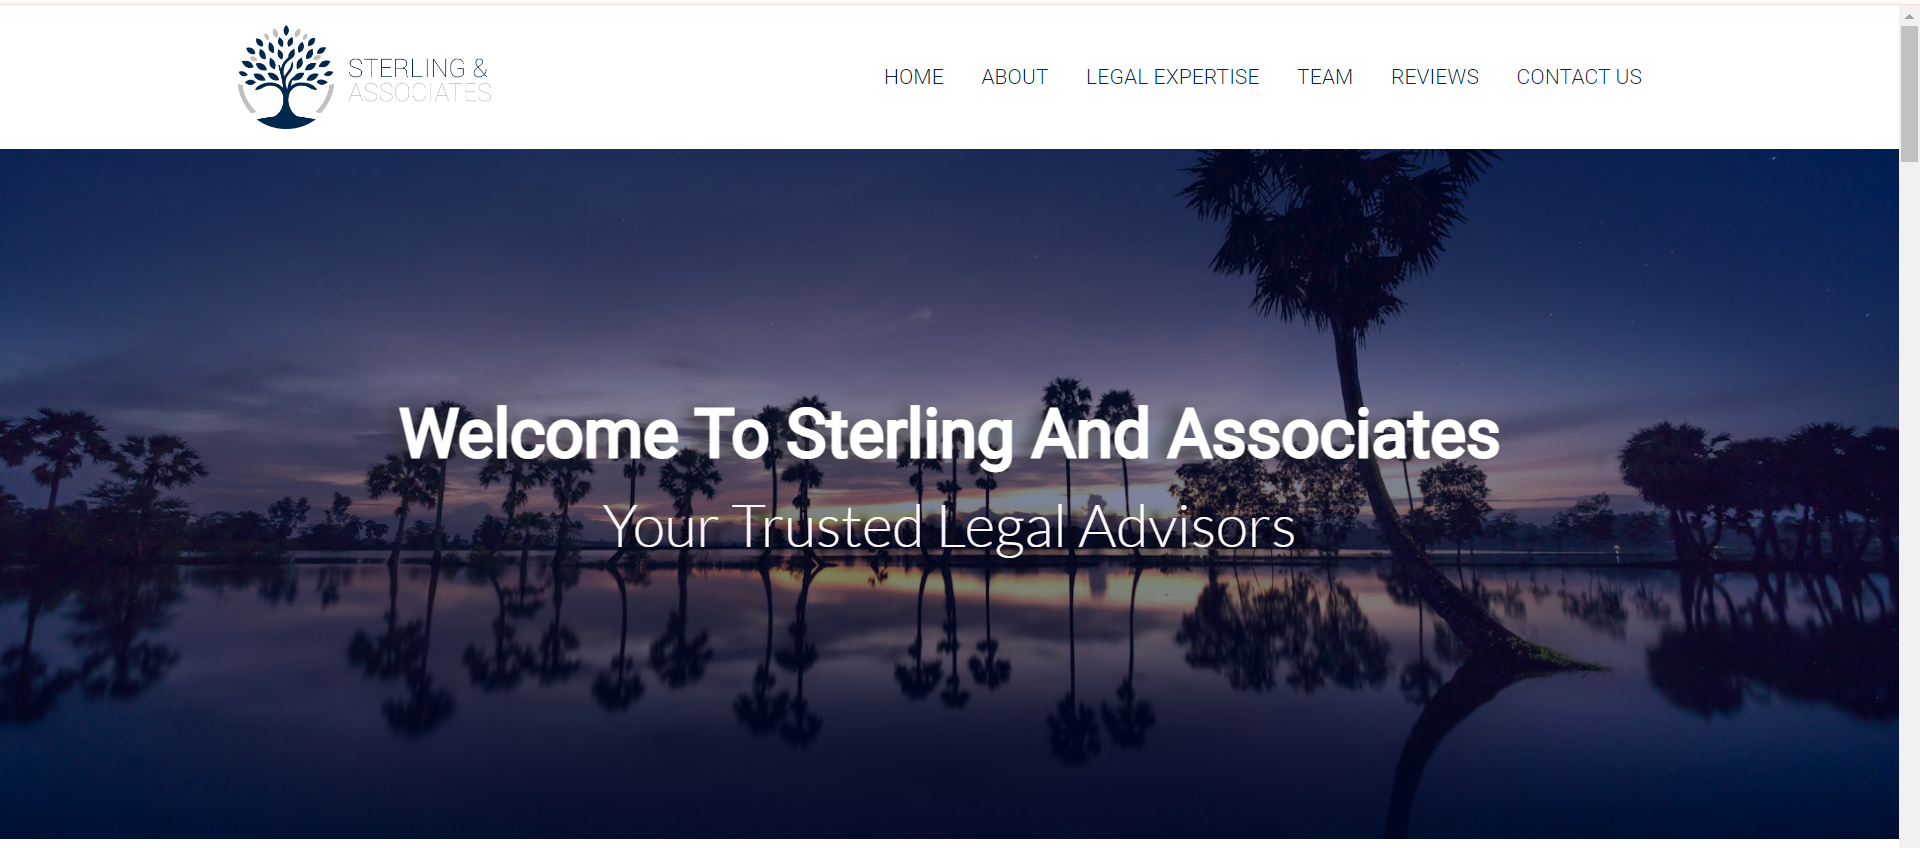 STERLING &
ASSOCIATES
HOME ABOUT LEGAL EXPERTISE TEAM REVIEWS CONTACT US
Welcome To Sterling And Associates
Your Trusted Legal Advisors